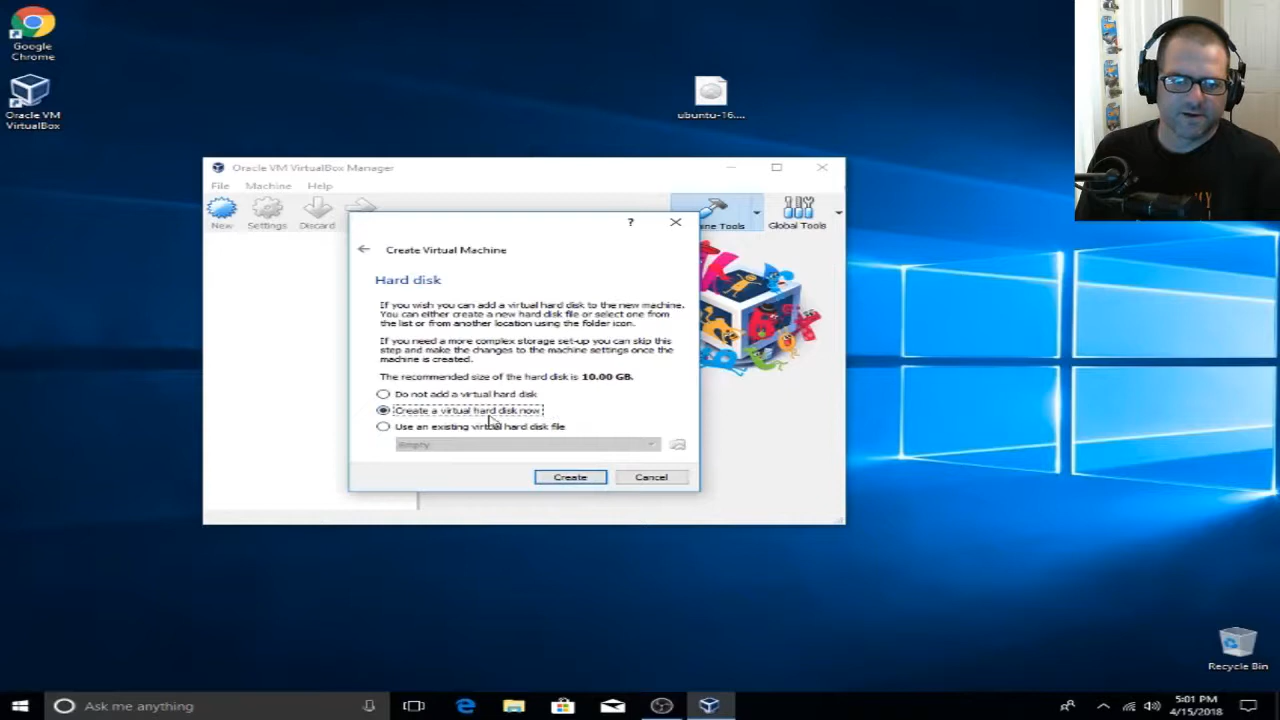 Google
Chrome
Oracle VM
VirtualBox
ubuntu-16....
Oracle VM VirtualBox Manager
File Machine Help
New Settings Discard
ine Tools Global Tools
?
Create Virtual Machine
Hard disk
If you wish you can add a virtual hard disk to the new machine.
You can either create a new hard disk file or select one from
the list or from another location using the folder icon.
If you need a more complex storage set-up you can skip this
step and make the changes to the machine settings once the
machine is created.
The recommended size of the hard disk is 10.00 GB.
Do not add a virtual hard disk
Create a virtual hard disk now
Use an existing virtual hard disk file
Empty
Create Cancel
Recycle Bin
Ask me anything
5:01 PM
4/15/2018